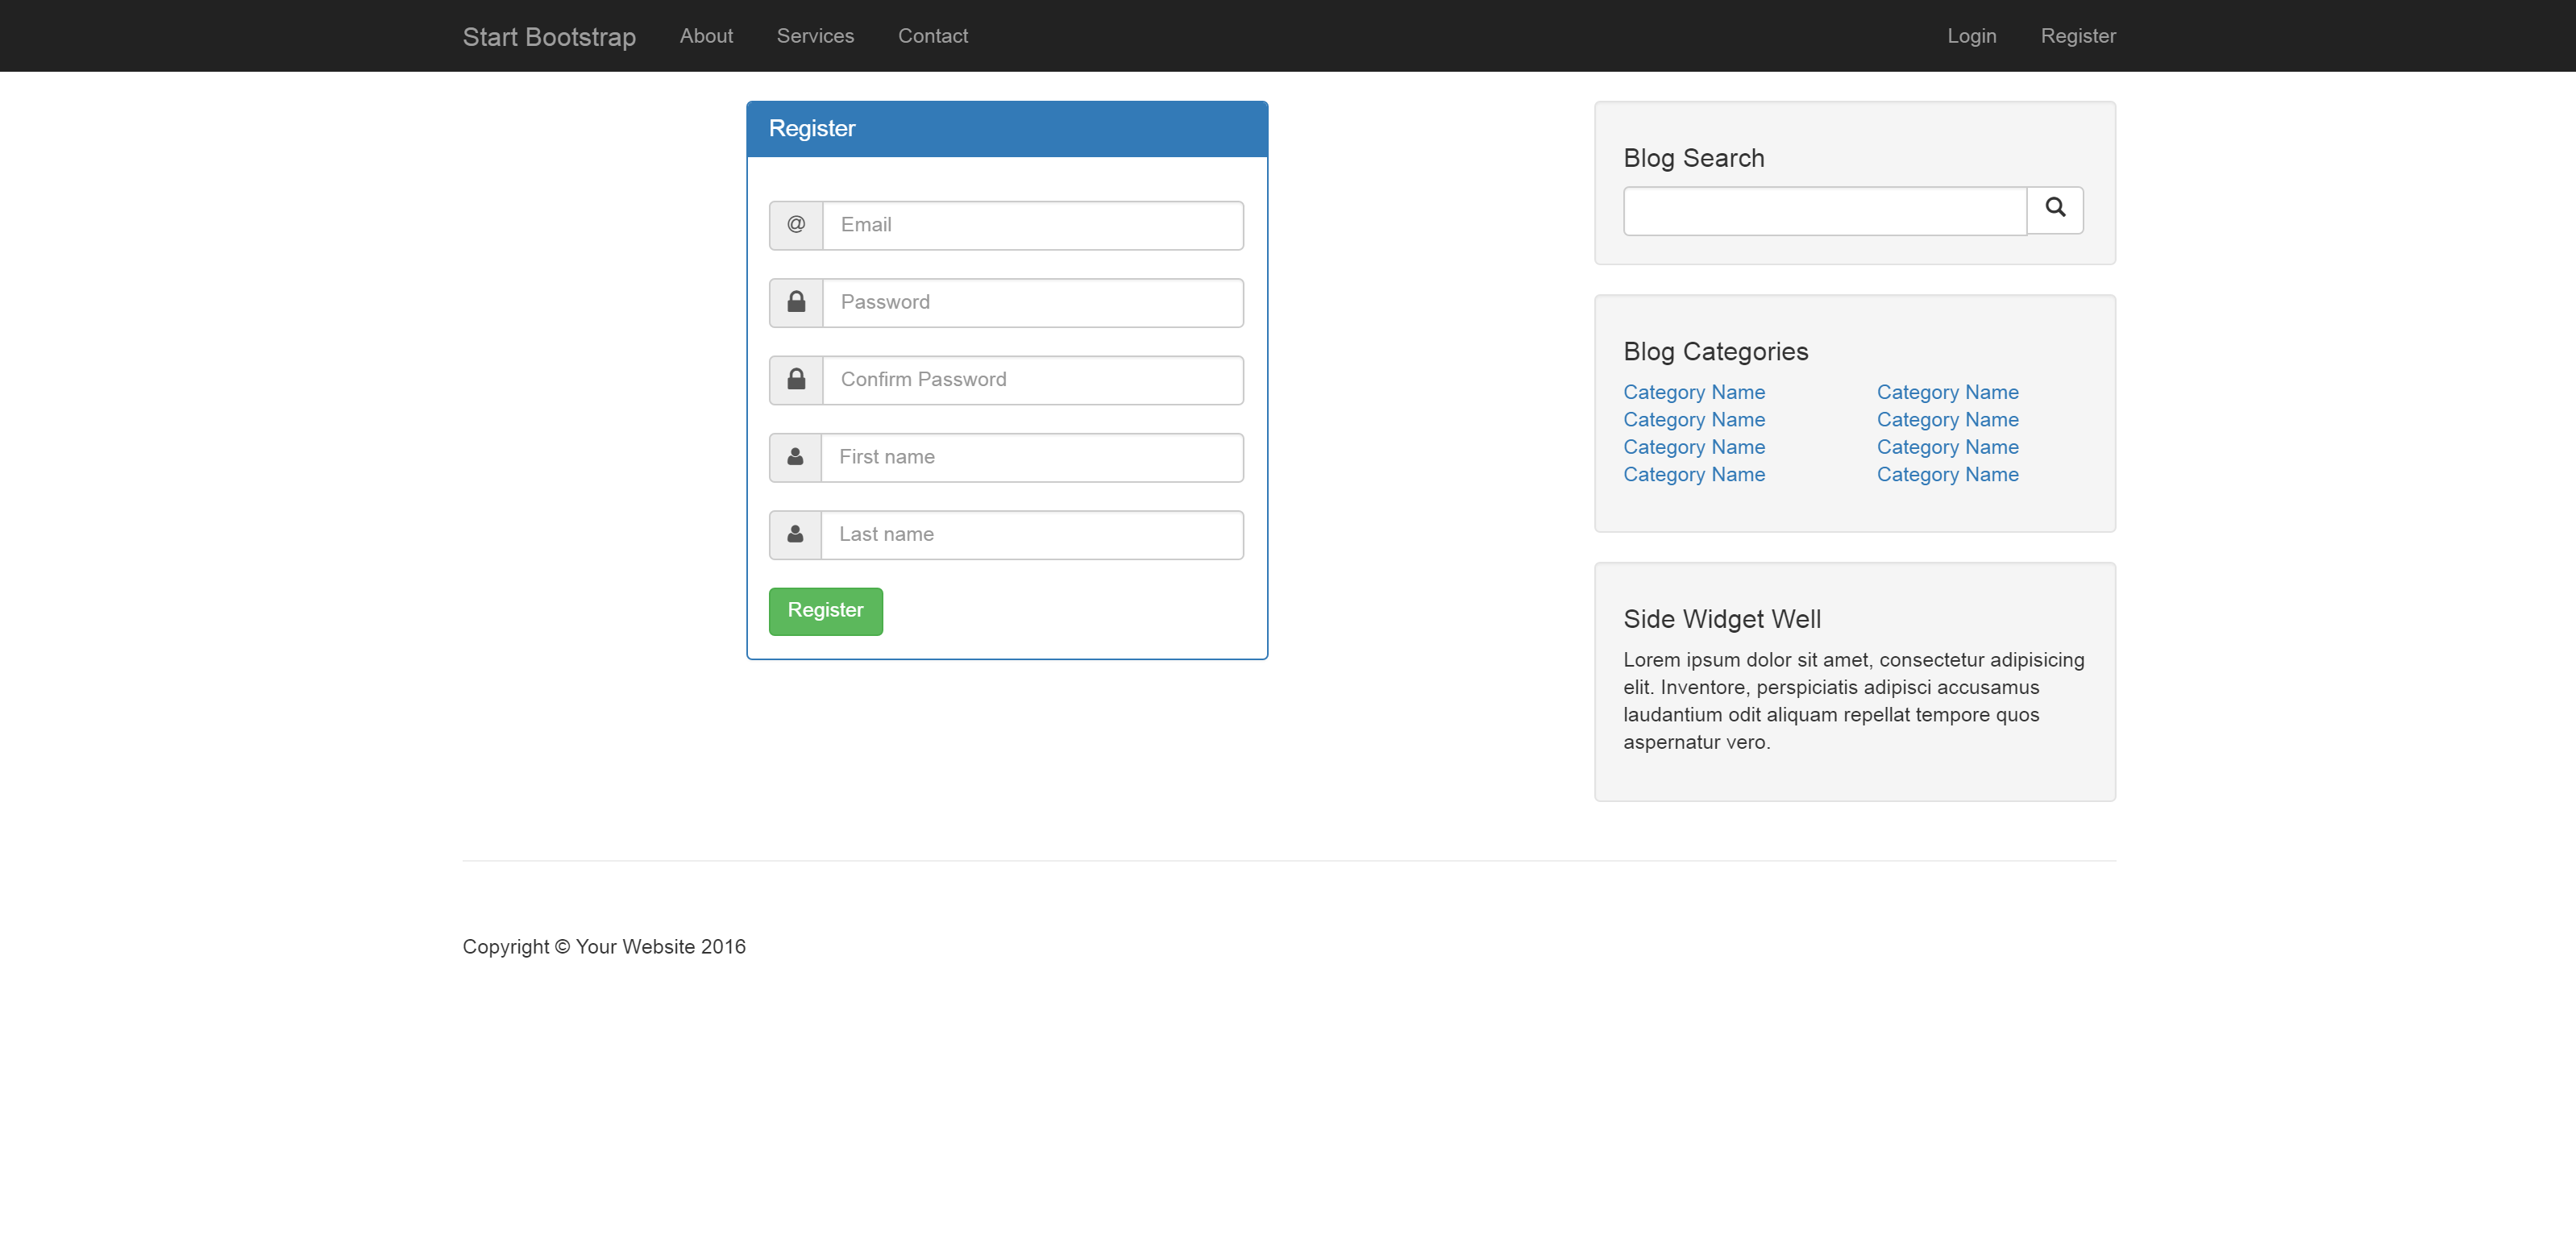 Start Bootstrap About Services Contact Login Register
Register
@ Email
Password
Confirm Password
First name
Last name
Register
Blog Search
Blog Categories
Category Name Category Name
Category Name Category Name
Category Name Category Name
Category Name Category Name
Side Widget Well
Lorem ipsum dolor sit amet, consectetur adipisicing
elit. Inventore, perspiciatis adipisci accusamus
laudantium odit aliquam repellat tempore quos
aspernatur vero.
Copyright © Your Website 2016